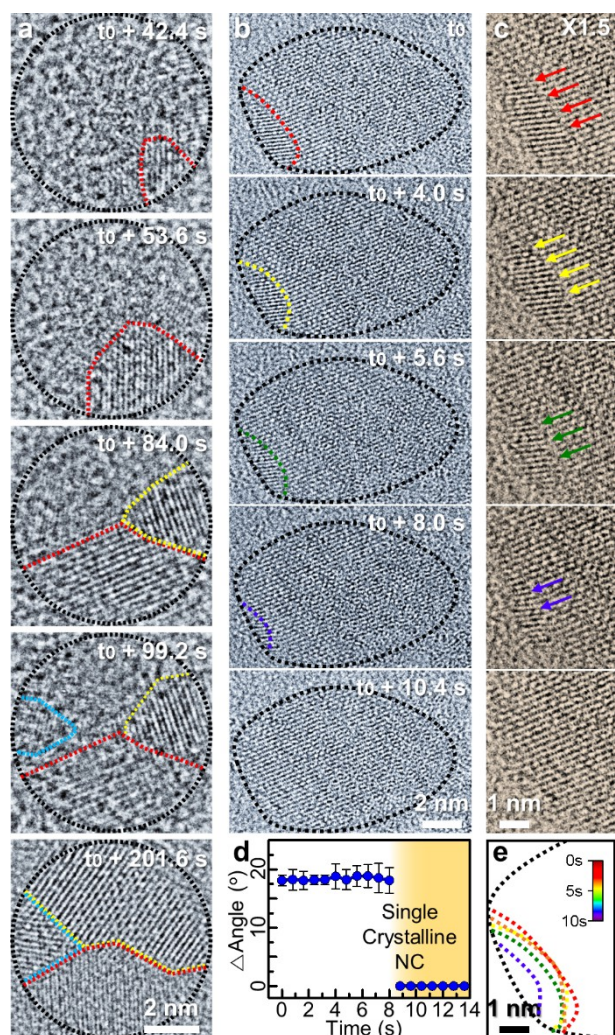 a
t0 + 42.4 s
t0 + 53.6 s
t0 + 84.0 s
t0 + 99.2 s
t0 + 201.6 s
2 nm
b
t0
t0 + 4.0 s
t0 + 5.6 s
t0 + 8.0 s
t0 + 10.4 s
2 nm
c
X1.5
1 nm
d
20
10
0
△Angle (°)
Single
Crystalline
NC
0 2 4 6 8 10 14
Time (s)
e
0s
5s
10s
1 nm